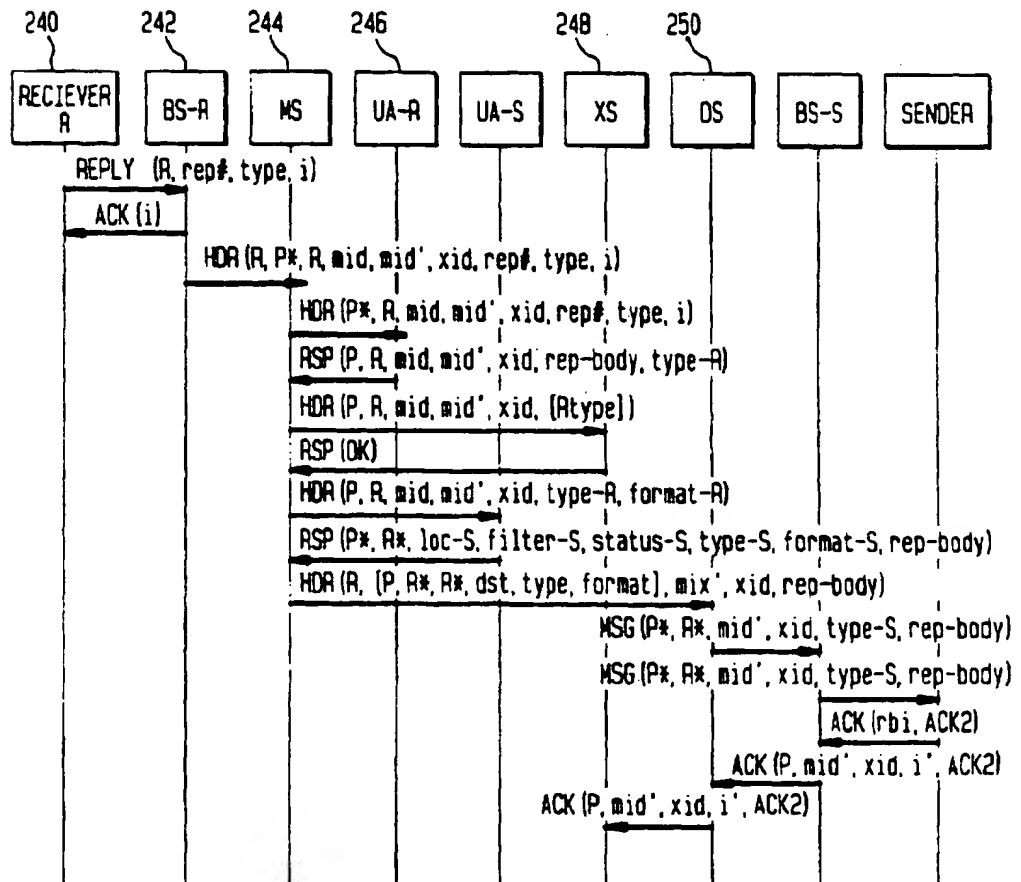 240 242 244 246 248 250
RECIEVER R BS-R MS UA-R UA-S XS DS BS-S SENDER
REPLY (R, rep#, type, i)
ACK (i)
HDR (R, P*, R, mid, mid', xid, rep#, type, i)
HDR (P*, R, mid, mid', xid, rep#, type, i)
RSP (P, R, mid, mid', xid, rep-body, type-R)
HDR (P, R, mid, mid', xid, [Rtype])
RSP (OK)
HDR (P, R, mid, mid', xid, type-R, format-R)
RSP (P*, R*, loc-S, filter-S, status-S, type-S, format-S, rep-body)
HDR (R, [P, R*, R*, dst, type, format], mix', xid, rep-body)
MSG (P*, R*, mid', xid, type-S, rep-body)
MSG (P*, R*, mid', xid, type-S, rep-body)
ACK (rbi, ACK2)
ACK (P, mid', xid, i', ACK2)
ACK (P, mid', xid, i', ACK2)